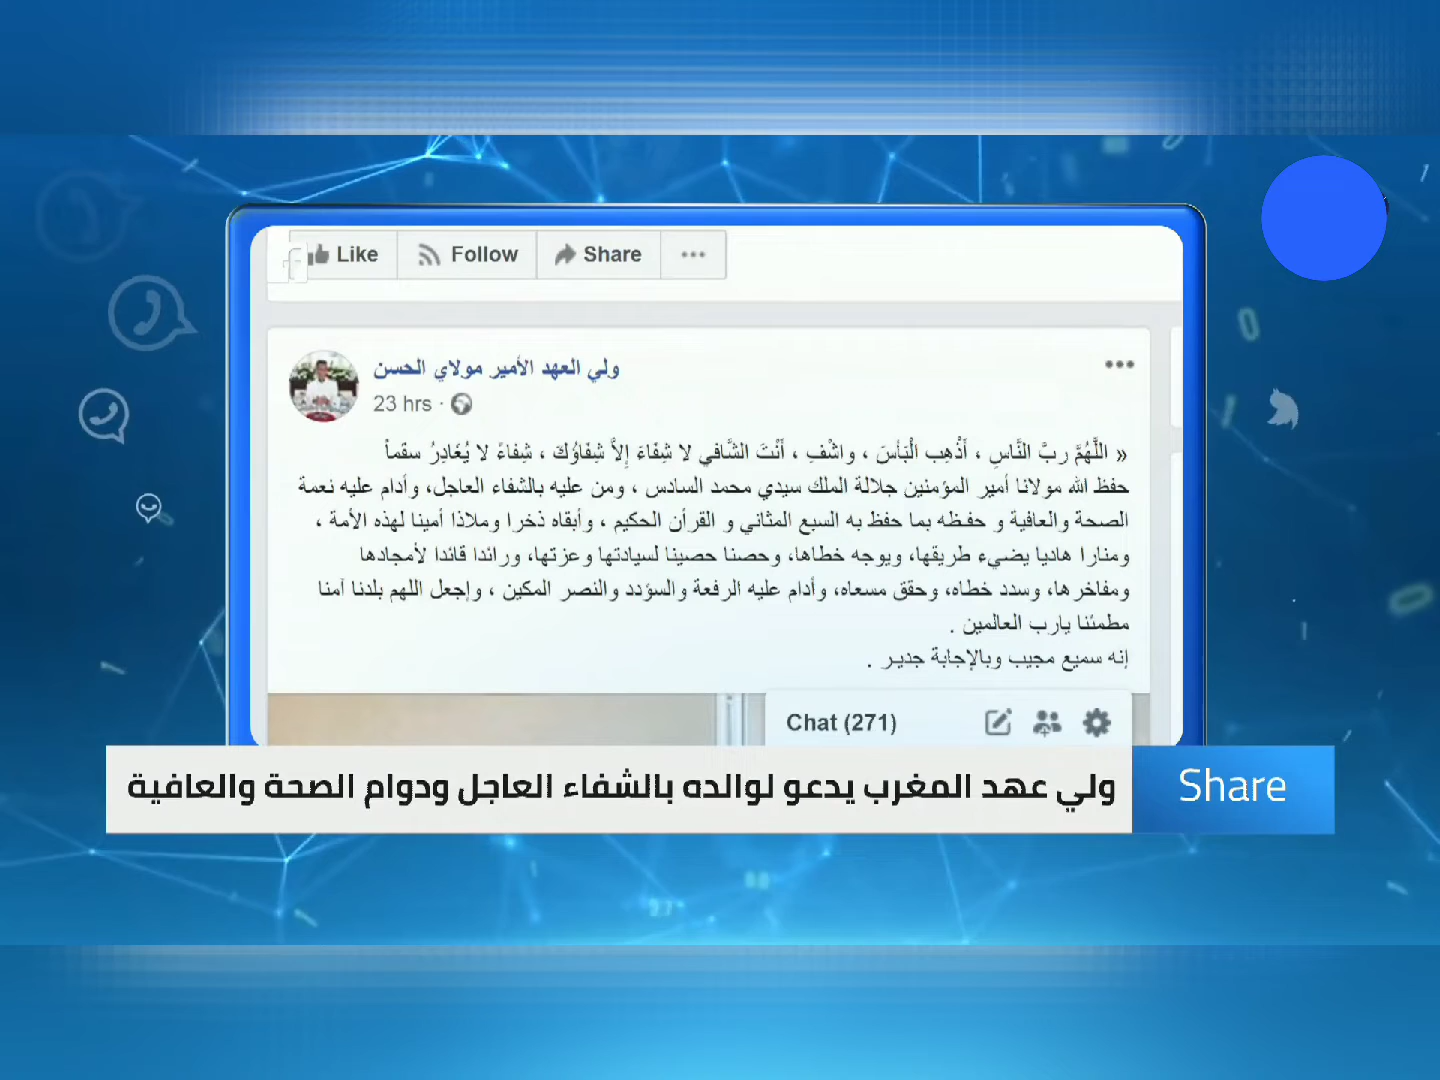 Like Follow Share ...
ولي العهد الأمير مولاي الحسن
23 hrs ·
« اللَّهُمَّ ربَّ النَّاسِ ، أَذْهِب الْبَأسَ ، واشْفِ ، أَنْتَ الشَّافي لا شِفَاءَ إِلاَّ شِفَاؤُكَ ، شِفاءً لا يُغَادِرُ سقماً
حفظ الله مولانا أمير المؤمنين جلالة الملك سيدي محمد السادس ، ومن عليه بالشفاء العاجل، وأدام عليه نعمة
الصحة والعافية و حفظه بما حفظ به السبع المثاني و القرأن الحكيم ، وأبقاه ذخرا وملاذا أمينا لهذه الأمة ،
ومنارا هاديا يضيء طريقها، ويوجه خطاها، وحصنا حصينا لسيادتها وعزتها، ورائدا قائدا لأمجادها
ومفاخرها، وسدد خطاه، وحقق مسعاه، وأدام عليه الرفعة والسؤدد والنصر المكين ، وإجعل اللهم بلدنا آمنا
مطمئنا يارب العالمين .
إنه سميع مجيب وبالإجابة جدير .
Chat (271)
ولي عهد المغرب يدعو لوالده بالشفاء العاجل ودوام الصحة والعافية
Share